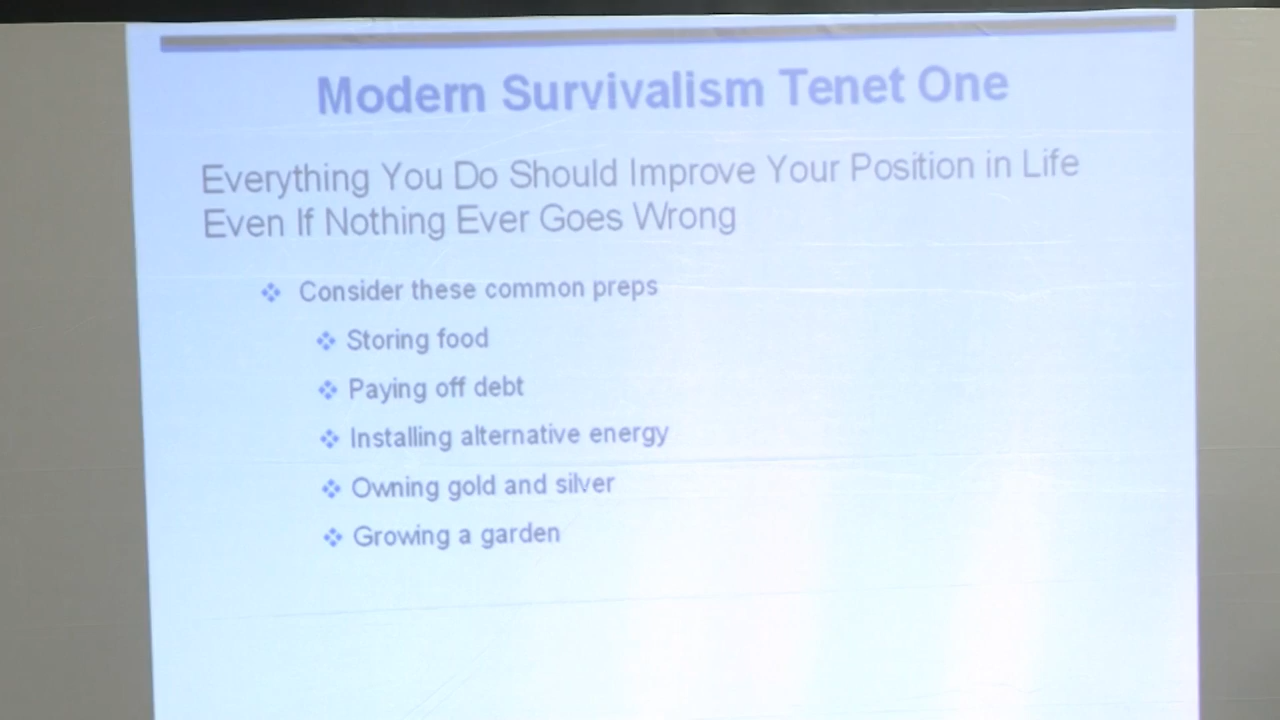 Modern Survivalism Tenet One
Everything You Do Should Improve Your Position in Life
Even If Nothing Ever Goes Wrong
Consider these common preps
Storing food
Paying off debt
Installing alternative energy
Owning gold and silver
Growing a garden